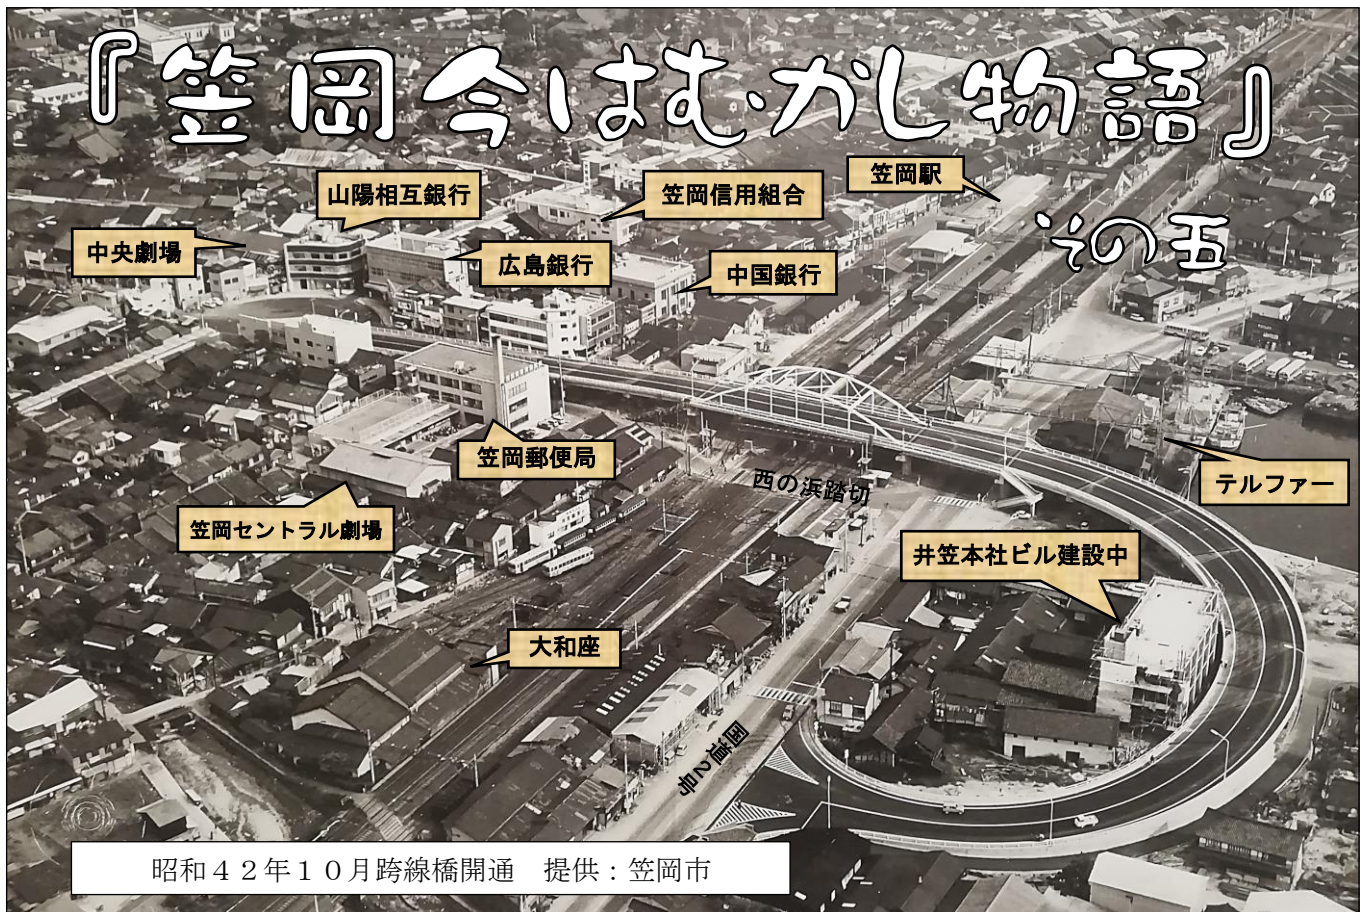 『笠岡今はむかし物語』
その五
山陽相互銀行
笠岡信用組合
笠岡駅
中央劇場
広島銀行
中国銀行
笠岡郵便局
テルファー
西の浜踏切
笠岡セントラル劇場
井笠本社ビル建設中
大和座
国道2号
昭和４２年１０月跨線橋開通　提供：笠岡市